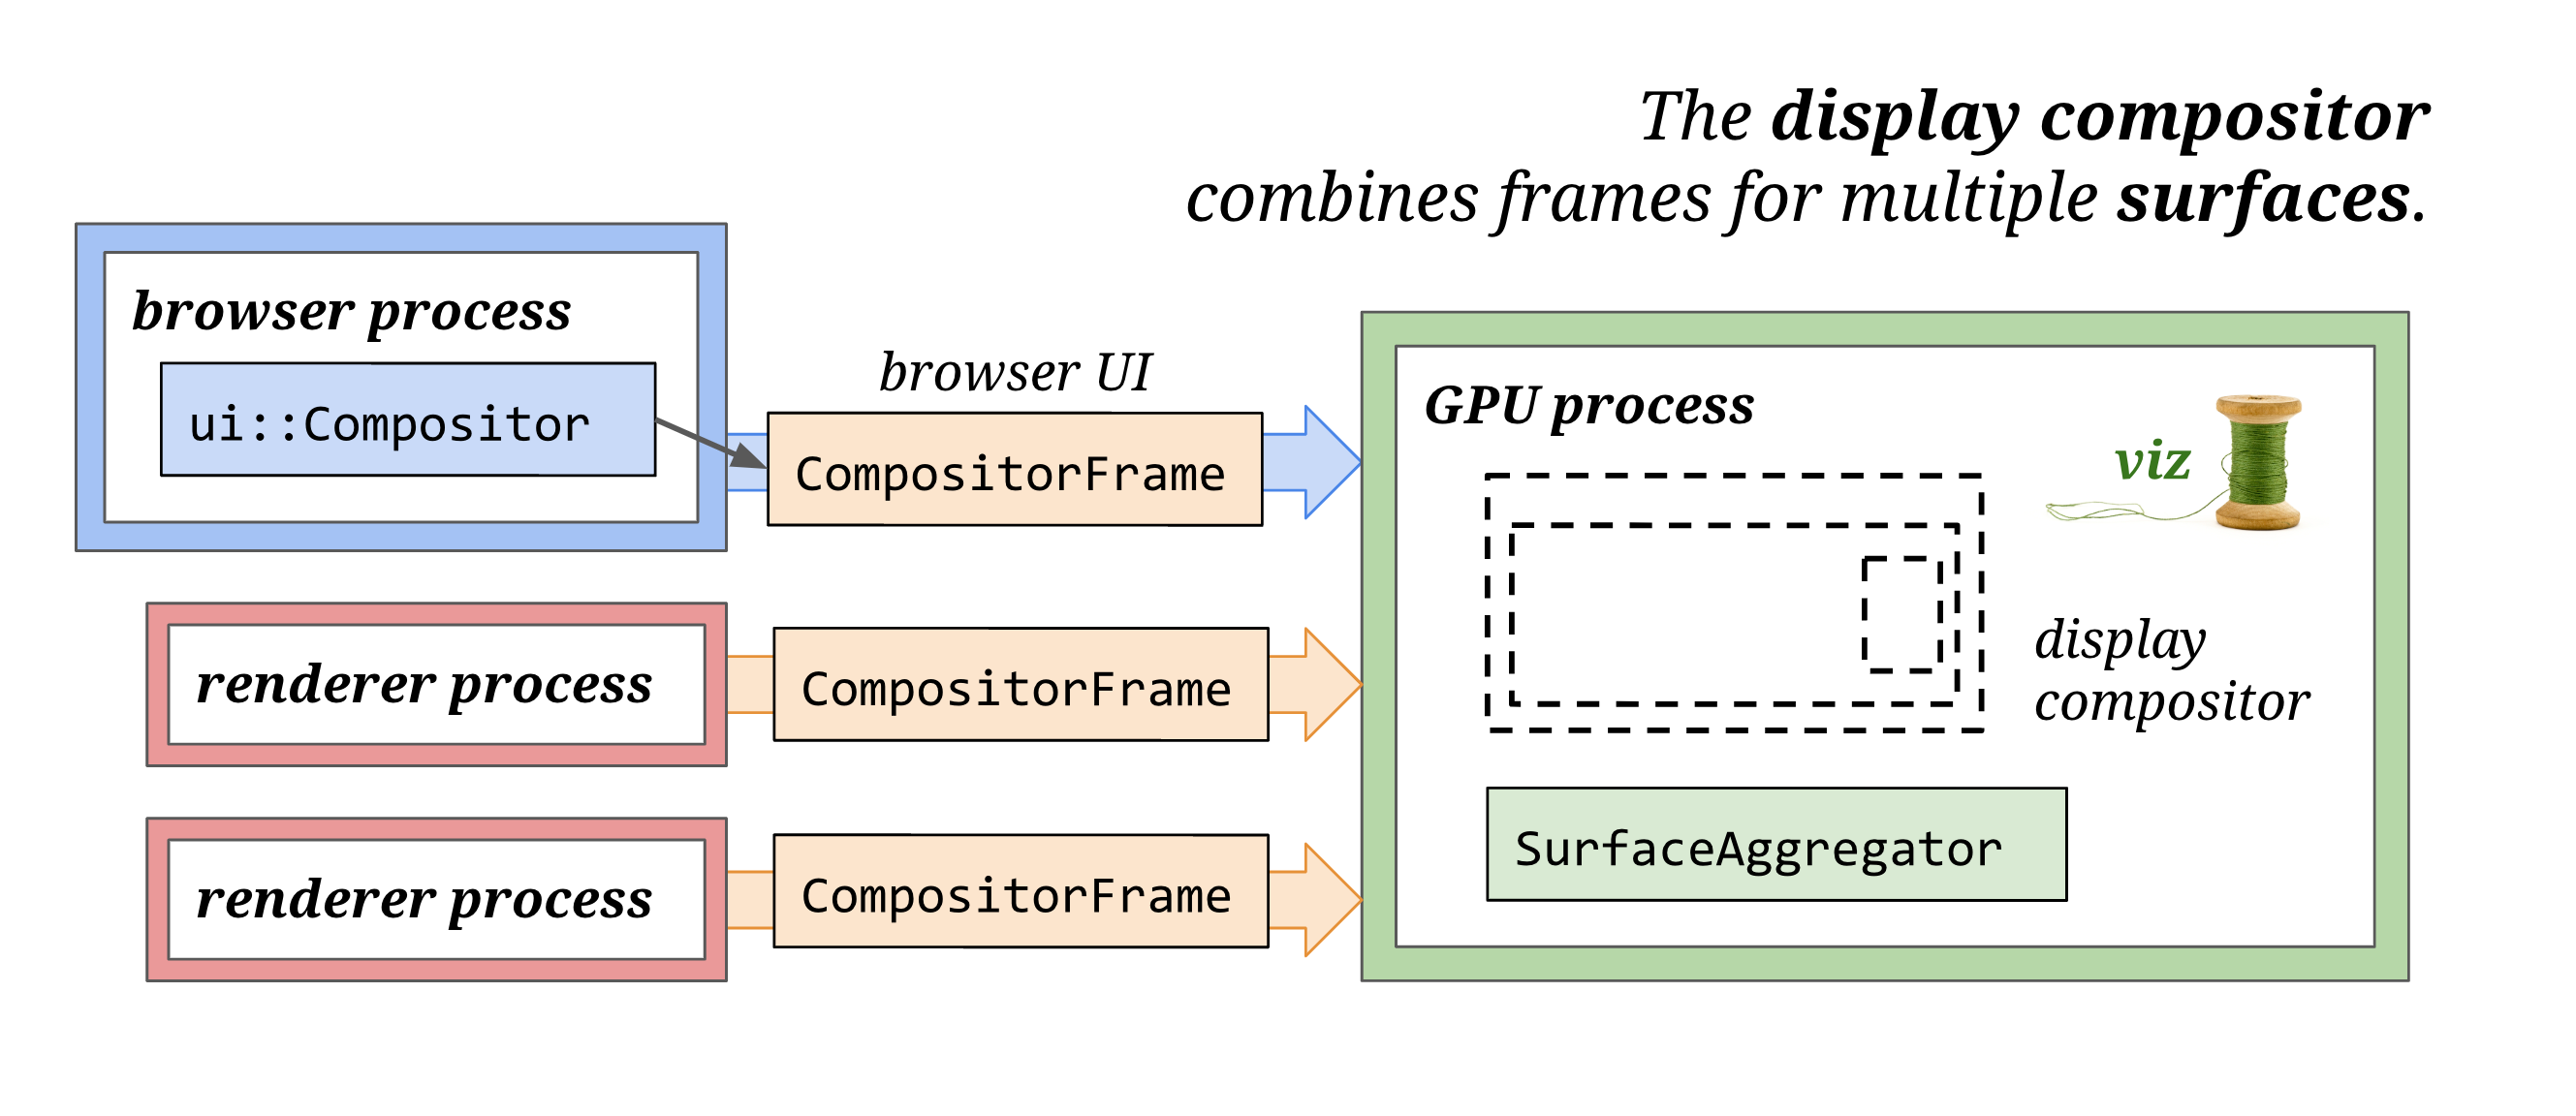 The display compositor
combines frames for multiple surfaces.
browser process
ui::Compositor
browser UI
CompositorFrame
renderer process
CompositorFrame
renderer process
CompositorFrame
GPU process
viz
display
compositor
SurfaceAggregator